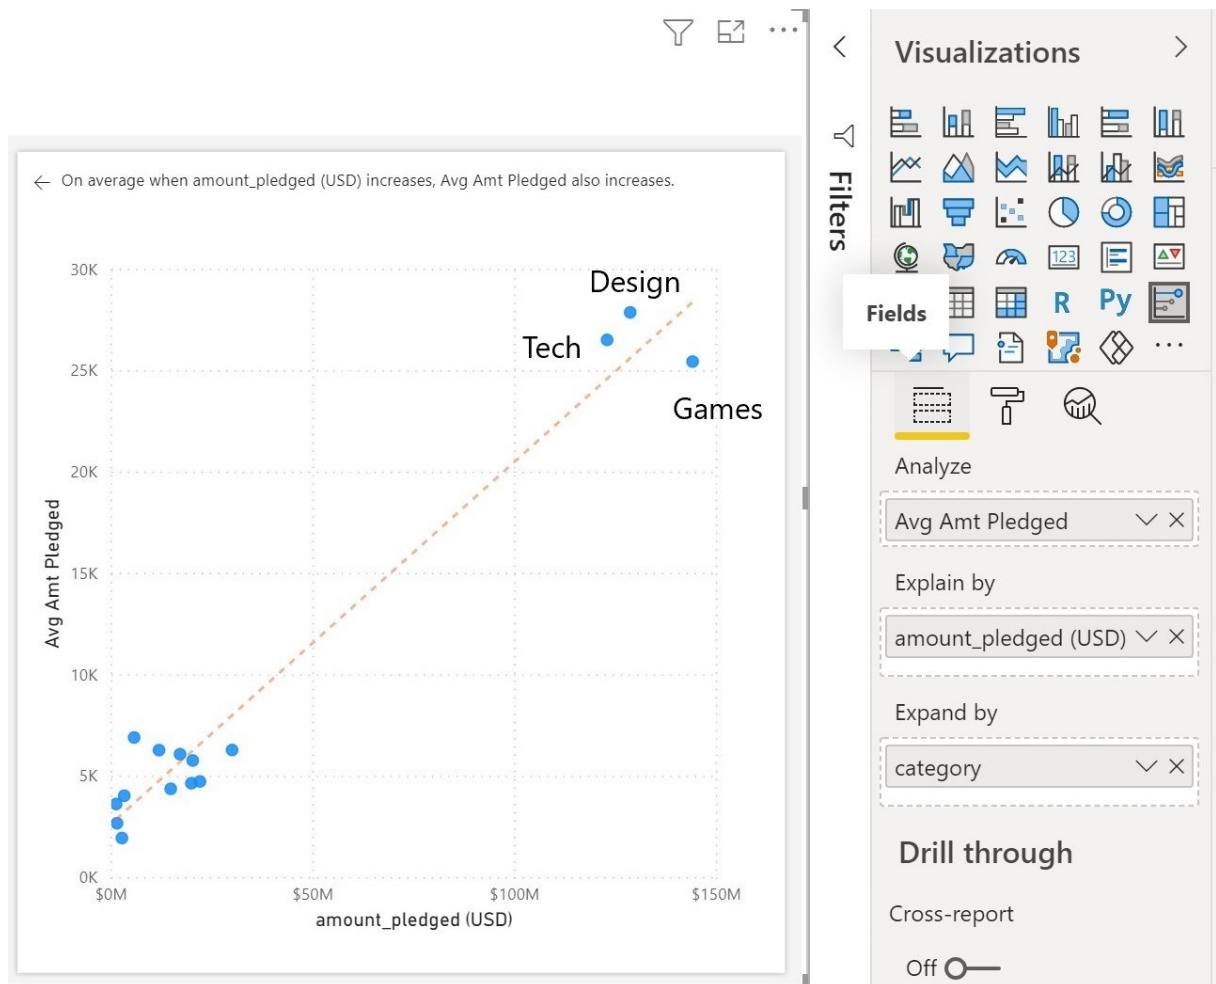 ← On average when amount_pledged (USD) increases, Avg Amt Pledged also increases.
30K
25K
20K
15K
10K
5K
0K
Avg Amt Pledged
Design
Tech
Games
$0M $50M $100M $150M
amount_pledged (USD)
Filters
Visualizations
123
R Py
Fields
Analyze
Avg Amt Pledged
Explain by
amount_pledged (USD)
Expand by
category
Drill through
Cross-report
Off